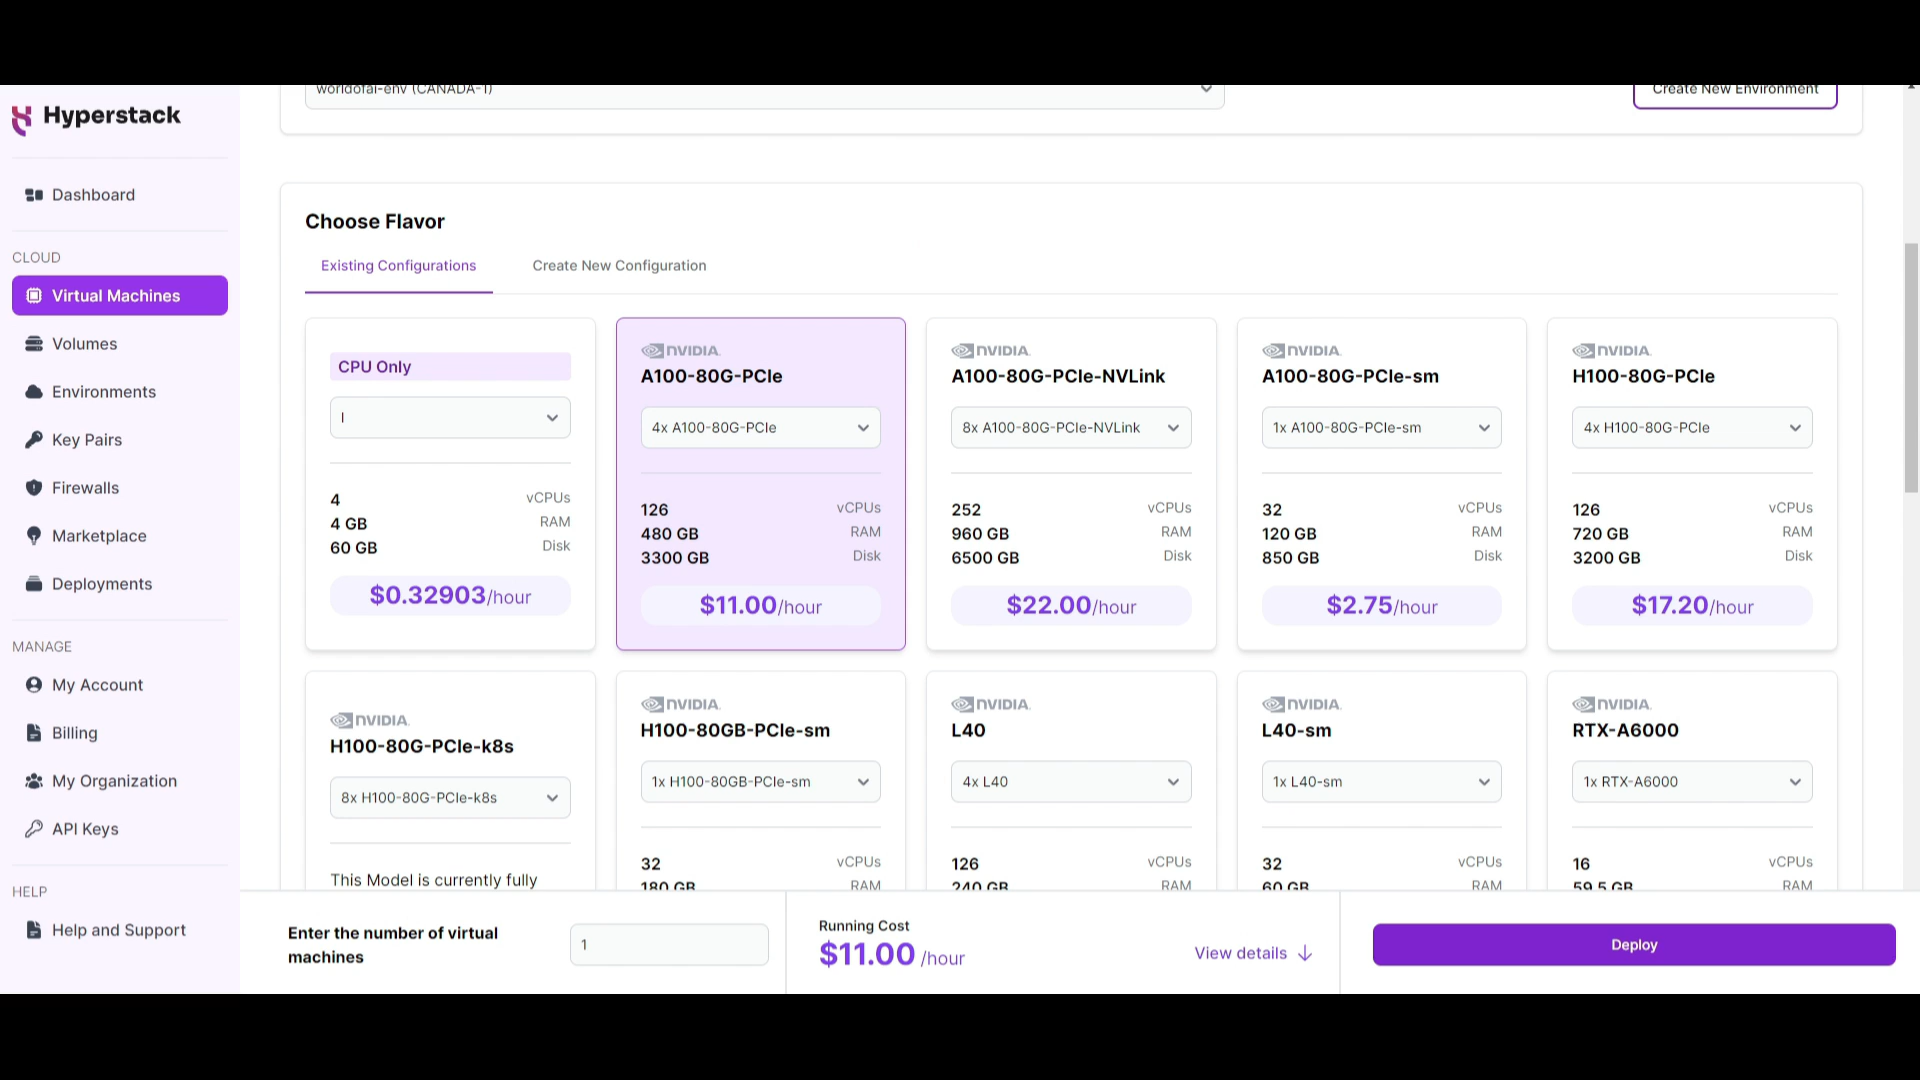 worldofai-env (CANADA-1)
Create New Environment
Hyperstack
Dashboard
CLOUD
Virtual Machines
Volumes
Environments
Key Pairs
Firewalls
Marketplace
Deployments
MANAGE
My Account
Billing
My Organization
API Keys
HELP
Help and Support
Choose Flavor
Existing Configurations
Create New Configuration
CPU Only
4 vCPUs
4 GB RAM
60 GB Disk
$0.32903/hour
NVIDIA
A100-80G-PCIe
4x A100-80G-PCIe
126 vCPUs
480 GB RAM
3300 GB Disk
$11.00/hour
NVIDIA
A100-80G-PCIe-NVLink
8x A100-80G-PCIe-NVLink
252 vCPUs
960 GB RAM
6500 GB Disk
$22.00/hour
NVIDIA
A100-80G-PCIe-sm
1x A100-80G-PCIe-sm
32 vCPUs
120 GB RAM
850 GB Disk
$2.75/hour
NVIDIA
H100-80G-PCIe
4x H100-80G-PCIe
126 vCPUs
720 GB RAM
3200 GB Disk
$17.20/hour
NVIDIA
H100-80G-PCIe-k8s
8x H100-80G-PCIe-k8s
This Model is currently fully
NVIDIA
H100-80GB-PCIe-sm
1x H100-80GB-PCIe-sm
32 vCPUs
180 GB RAM
NVIDIA
L40
4x L40
126 vCPUs
240 GB RAM
NVIDIA
L40-sm
1x L40-sm
32 vCPUs
60 GB RAM
NVIDIA
RTX-A6000
1x RTX-A6000
16 vCPUs
59.5 GB RAM
Enter the number of virtual
machines
1
Running Cost
$11.00 /hour
View details
Deploy